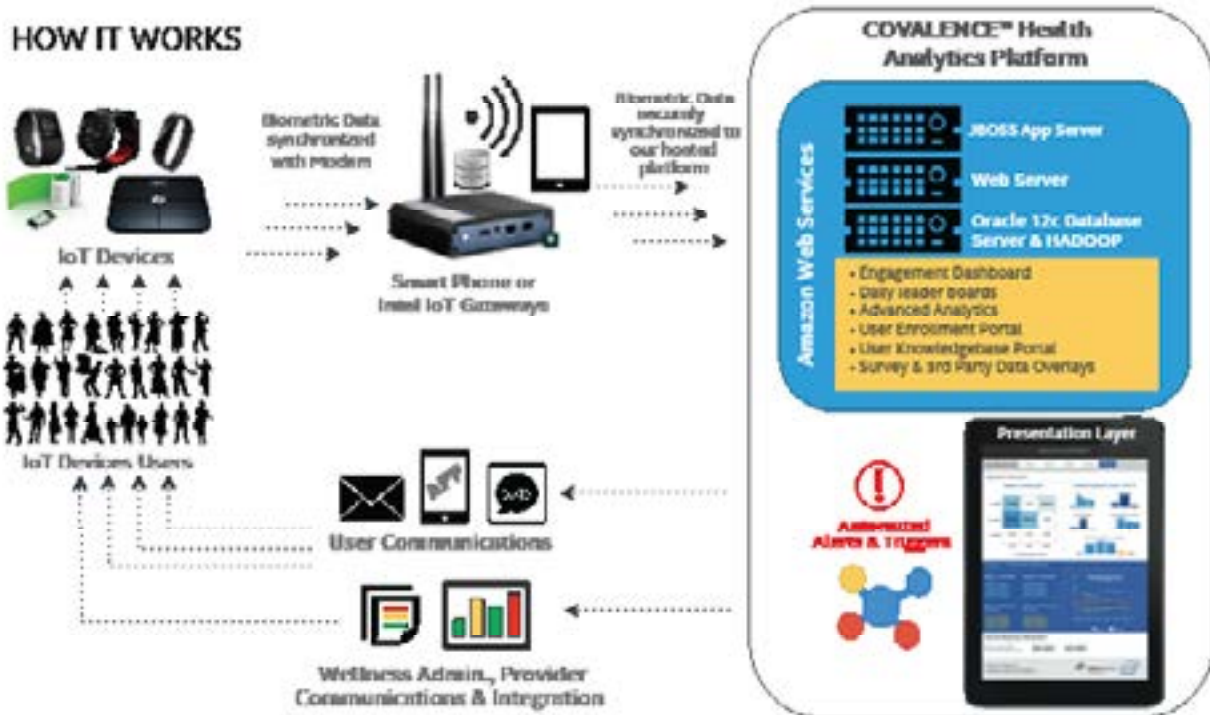 HOW IT WORKS
COVALENCE™ Health
Analytics Platform
Biometric Data
synchronized
with Modem
Biometric Data
securely
synchronized to
our hosted
platform
JBOSS App Server
Web Server
Oracle 12c Database
Server & HADOOP
Amazon Web Services
IoT Devices
Smart Phone or
Intel IoT Gateways
• Engagement Dashboard
• Daily leader Boards
• Advanced Analytics
• User Enrollment Portal
• User Knowledgebase Portal
• Survey & 3rd Party Data Overlays
IoT Devices Users
Presentation Layer
APP
User Communications
Automated
Alerts & Triggers
Wellness Admin., Provider
Communications & Integration